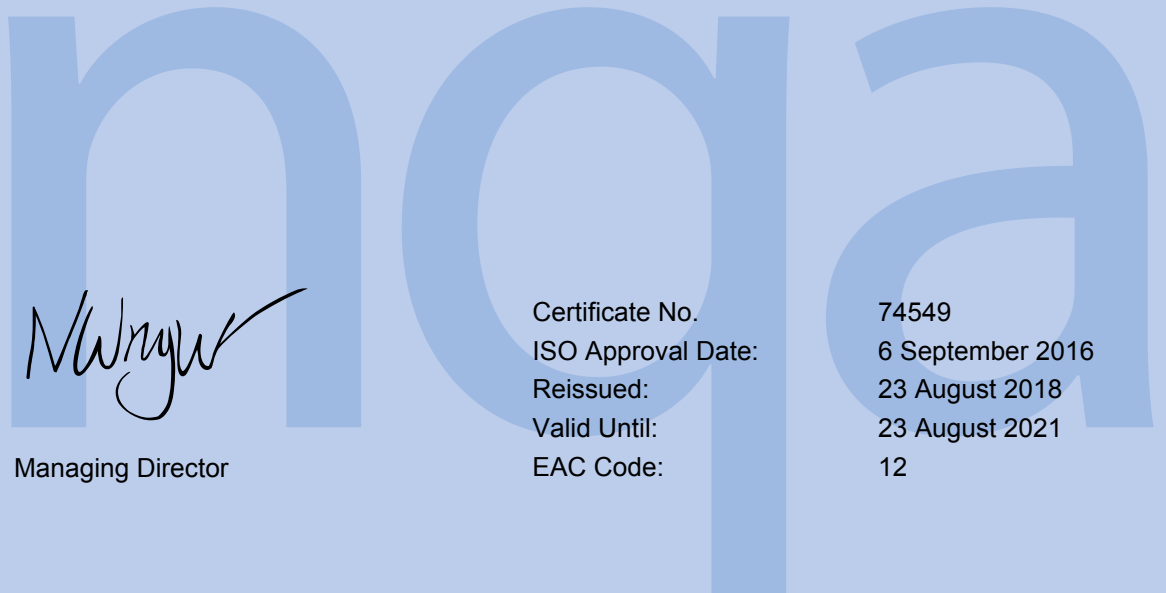 nqa
Certificate No. 74549
ISO Approval Date: 6 September 2016
Reissued: 23 August 2018
Valid Until: 23 August 2021
Managing Director
EAC Code: 12